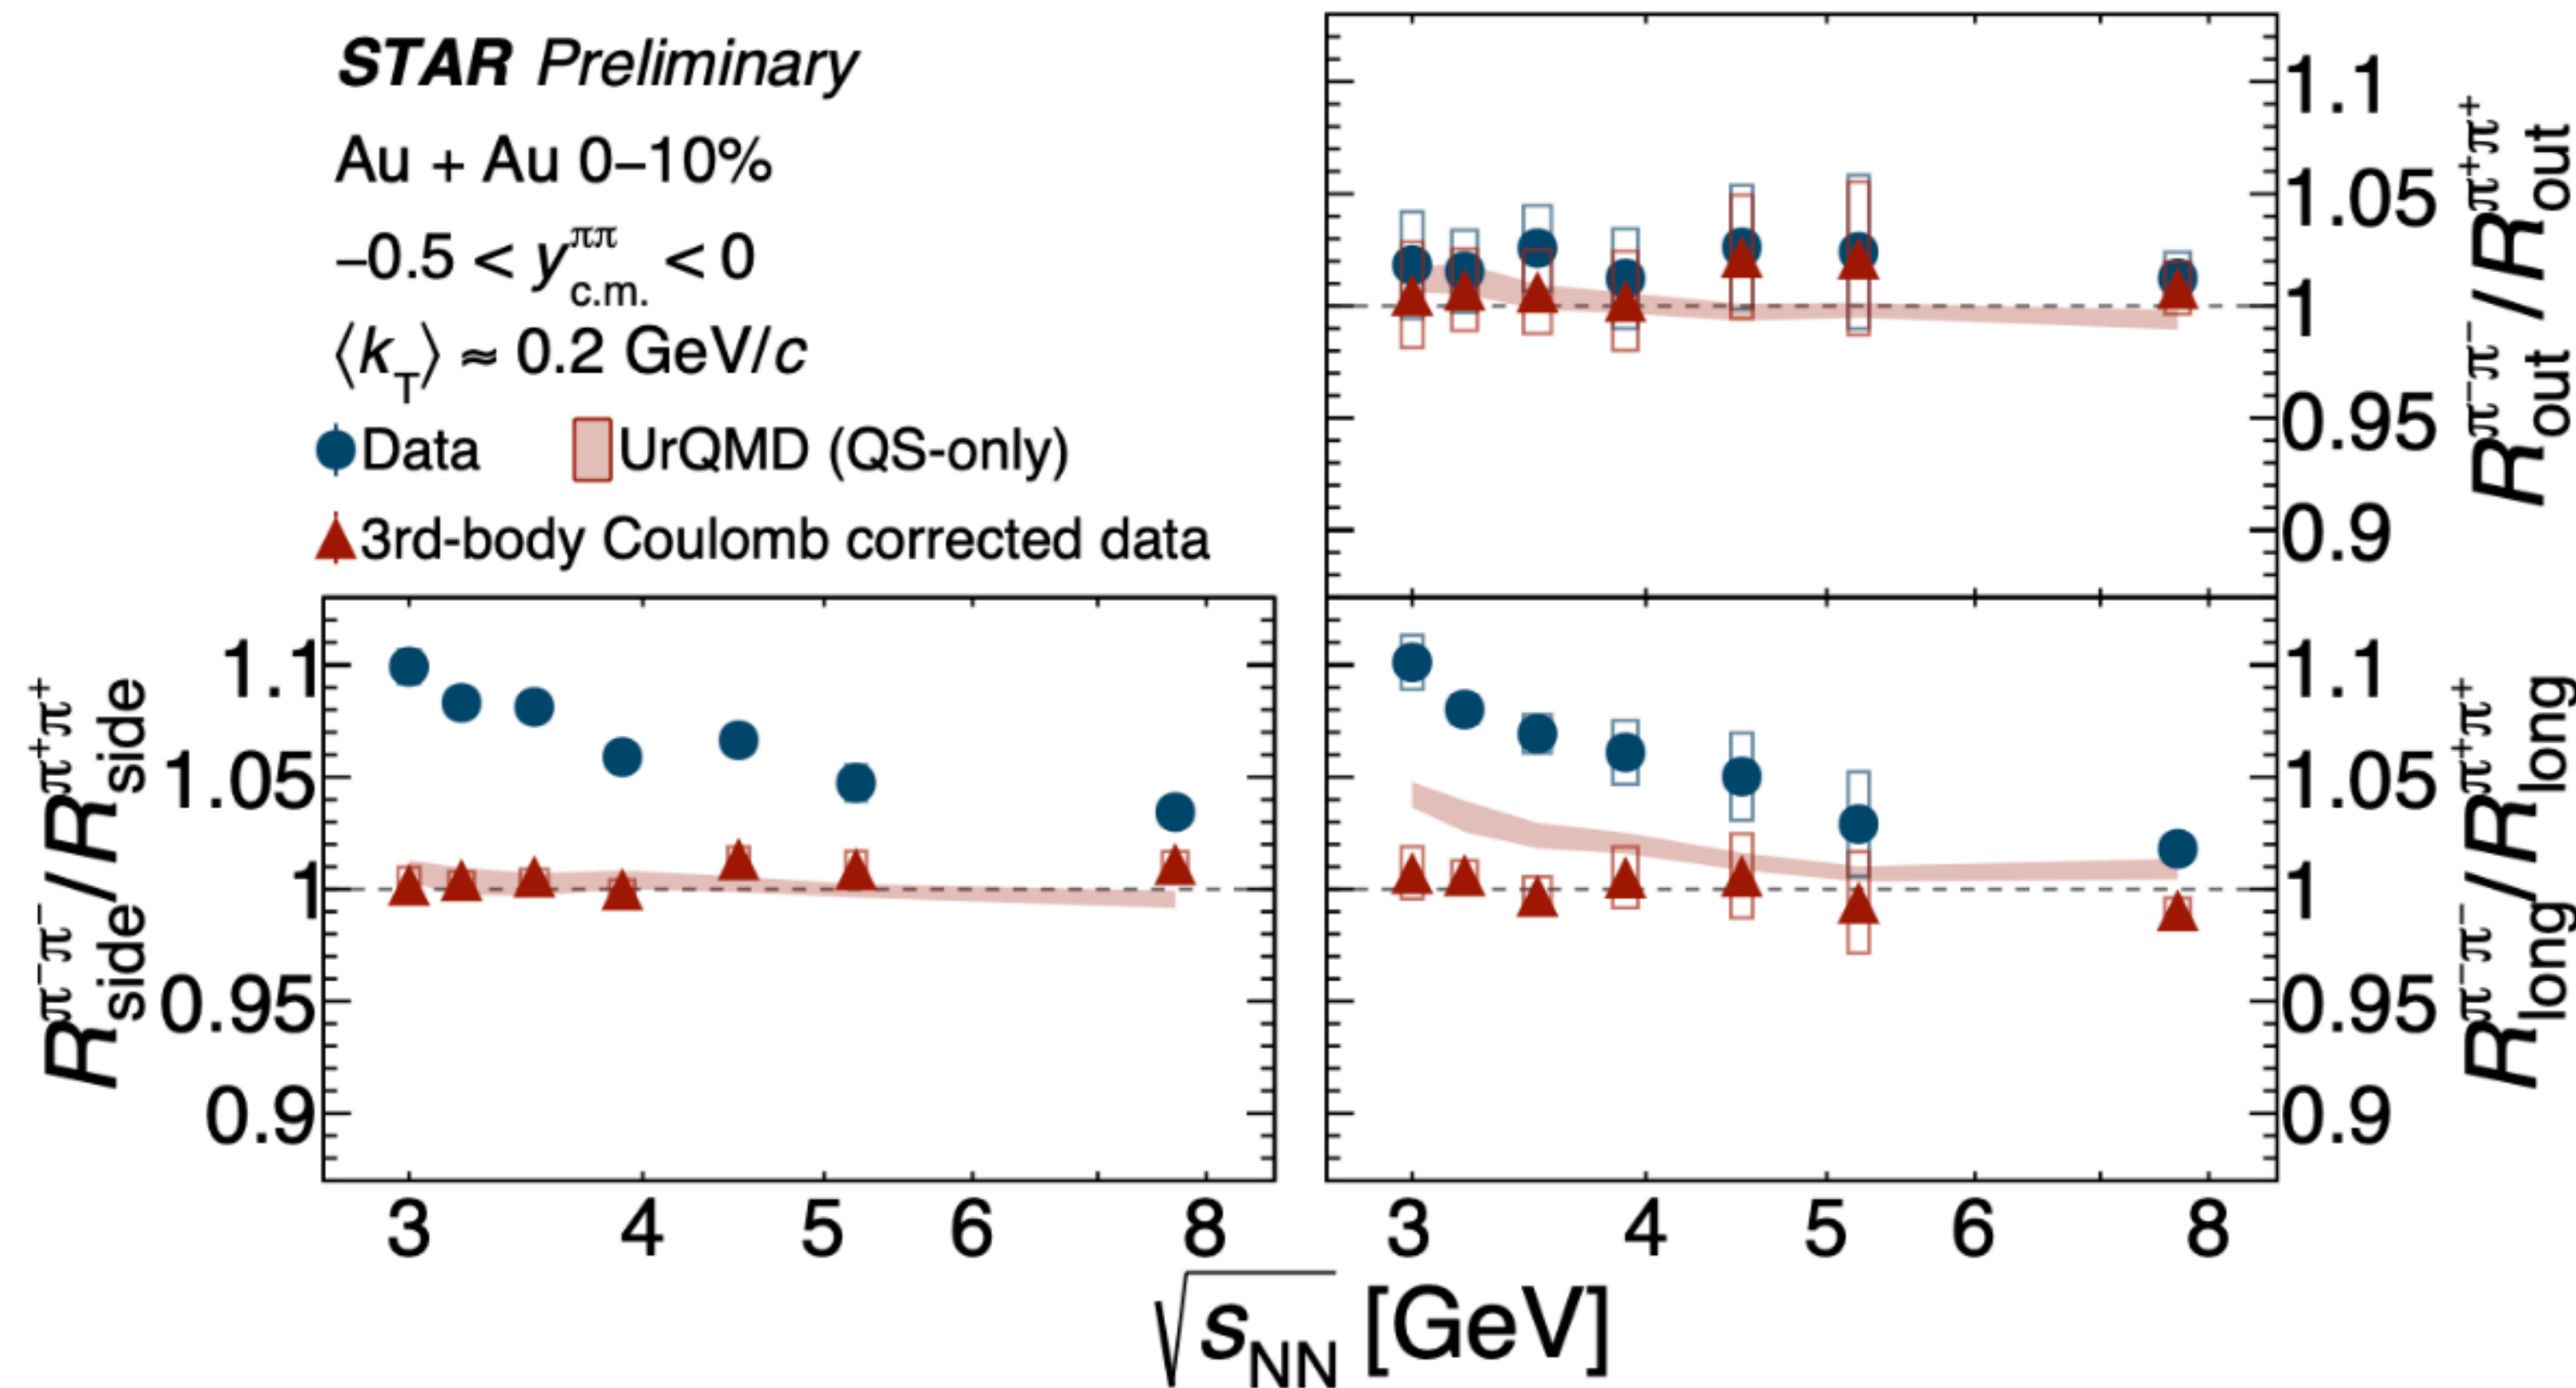 STAR Preliminary
Au + Au 0–10%
–0.5 < y^ππ_c.m. < 0
⟨k_T⟩ ≈ 0.2 GeV/c
Data
UrQMD (QS-only)
3rd-body Coulomb corrected data
1.1
1.05
1
0.95
0.9
R^π⁻π⁻_out / R^π⁺π⁺_out
R^π⁻π⁻_side / R^π⁺π⁺_side
1.1
1.05
1
0.95
0.9
3 4 5 6 8
1.1
1.05
1
0.95
0.9
R^π⁻π⁻_long / R^π⁺π⁺_long
3 4 5 6 8
√s_NN [GeV]